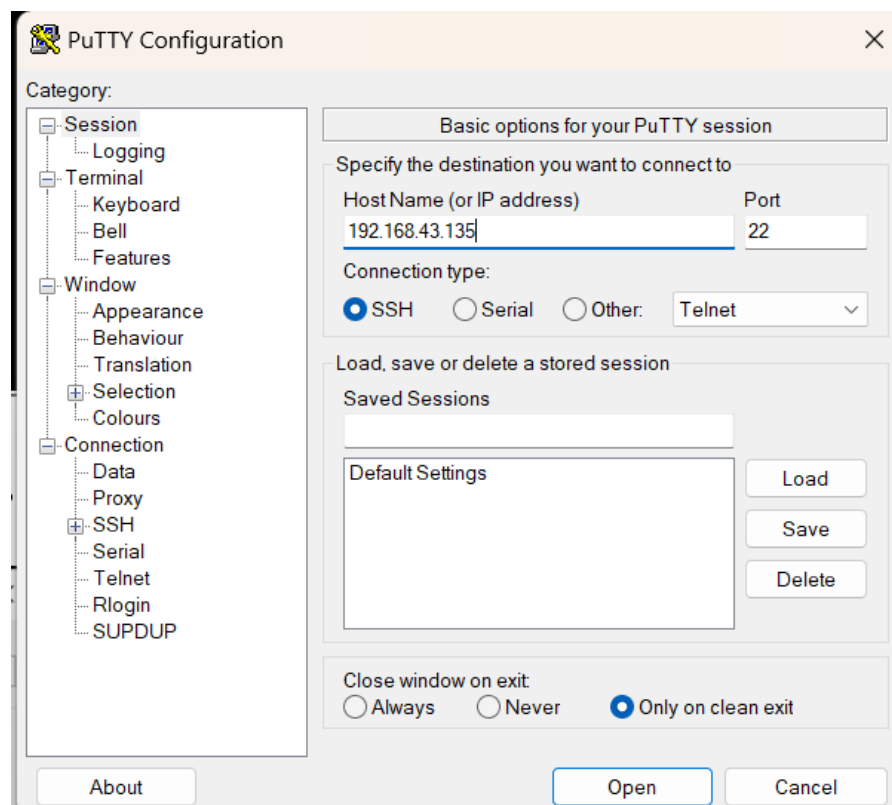 PuTTY Configuration
Category:
Session
Logging
Terminal
Keyboard
Bell
Features
Window
Appearance
Behaviour
Translation
Selection
Colours
Connection
Data
Proxy
SSH
Serial
Telnet
Rlogin
SUPDUP
Basic options for your PuTTY session
Specify the destination you want to connect to
Host Name (or IP address) Port
192.168.43.135 22
Connection type:
SSH Serial Other: Telnet
Load, save or delete a stored session
Saved Sessions
Default Settings
Load
Save
Delete
Close window on exit:
Always Never Only on clean exit
About Open Cancel